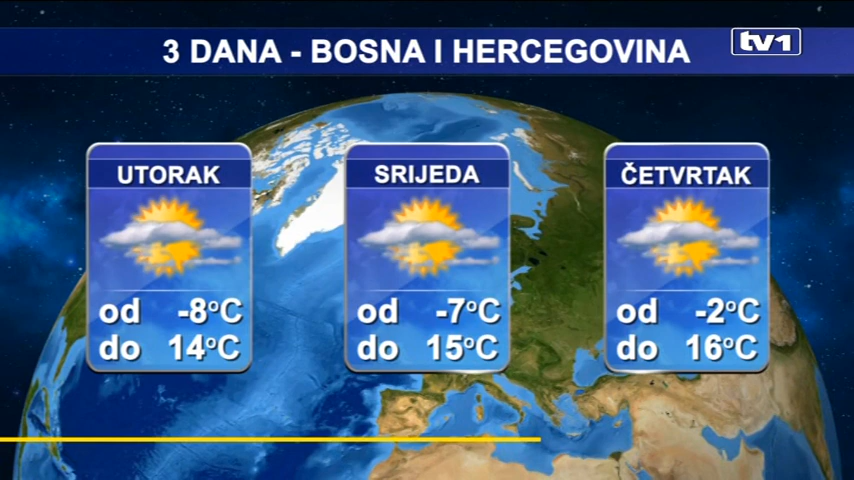 3 DANA - BOSNA I HERCEGOVINA
tv1
UTORAK
od -8°C
do 14°C
SRIJEDA
od -7°C
do 15°C
ČETVRTAK
od -2°C
do 16°C